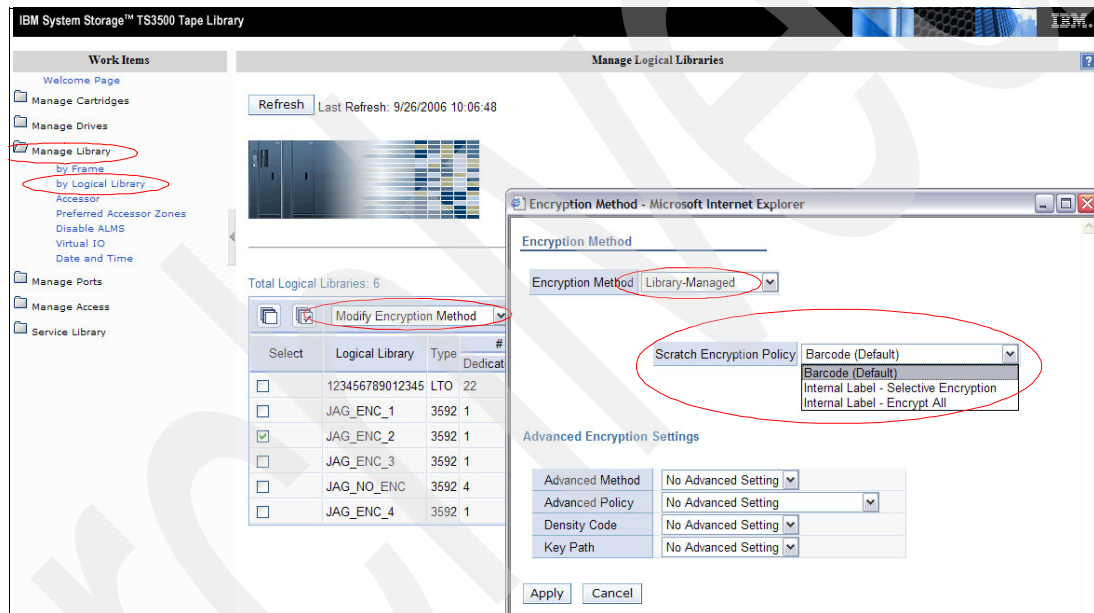 IBM System Storage™ TS3500 Tape Library
IBM.
Work Items
Manage Logical Libraries
?
Welcome Page
Manage Cartridges
Manage Drives
Manage Library
by Frame
by Logical Library
Accessor
Preferred Accessor Zones
Disable ALMS
Virtual IO
Date and Time
Manage Ports
Manage Access
Service Library
Refresh Last Refresh: 9/26/2006 10:06:48
Total Logical Libraries: 6
Modify Encryption Method
Select Logical Library Type #
Dedicat
123456789012345 LTO 22
JAG_ENC_1 3592 1
JAG_ENC_2 3592 1
JAG_ENC_3 3592 1
JAG_NO_ENC 3592 4
JAG_ENC_4 3592 1
Encryption Method - Microsoft Internet Explorer
Encryption Method
Encryption Method Library-Managed
Scratch Encryption Policy Barcode (Default)
Barcode (Default)
Internal Label - Selective Encryption
Internal Label - Encrypt All
Advanced Encryption Settings
Advanced Method No Advanced Setting
Advanced Policy No Advanced Setting
Density Code No Advanced Setting
Key Path No Advanced Setting
Apply Cancel